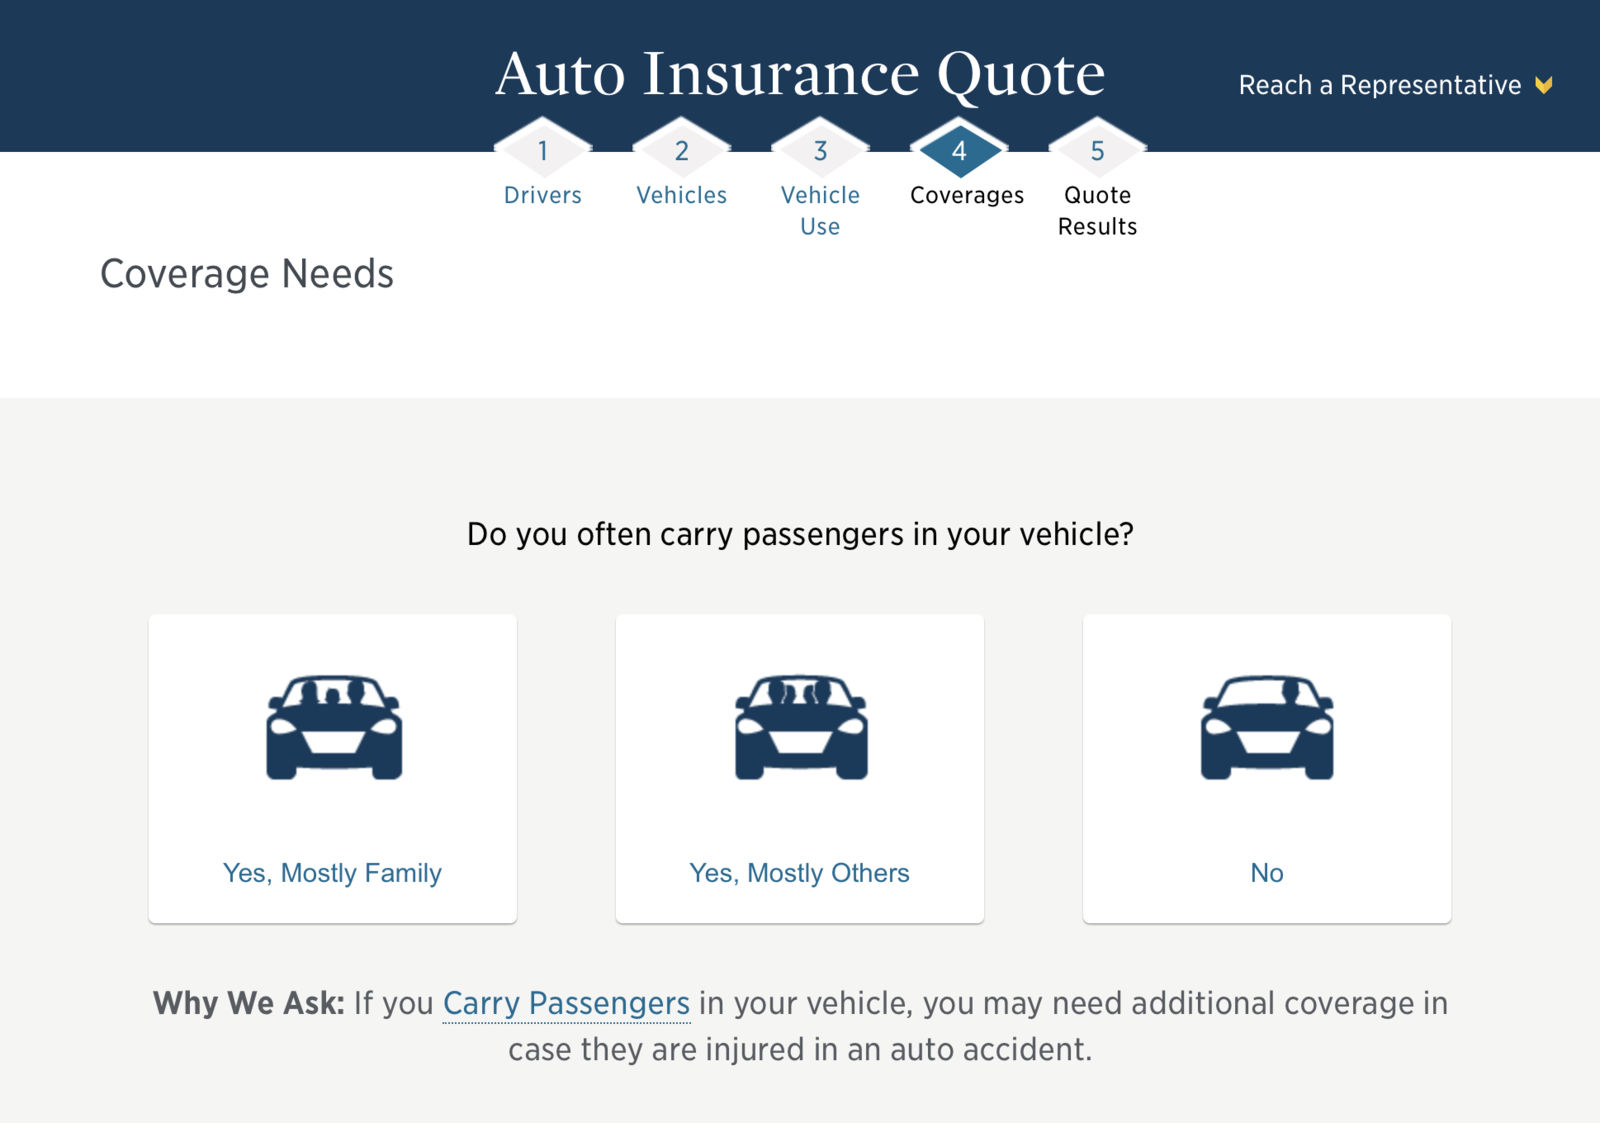 Auto Insurance Quote
Reach a Representative
1
2
3
4
5
Drivers
Vehicles
Vehicle
Use
Coverages
Quote
Results
Coverage Needs
Do you often carry passengers in your vehicle?
Yes, Mostly Family
Yes, Mostly Others
No
Why We Ask: If you Carry Passengers in your vehicle, you may need additional coverage in
case they are injured in an auto accident.